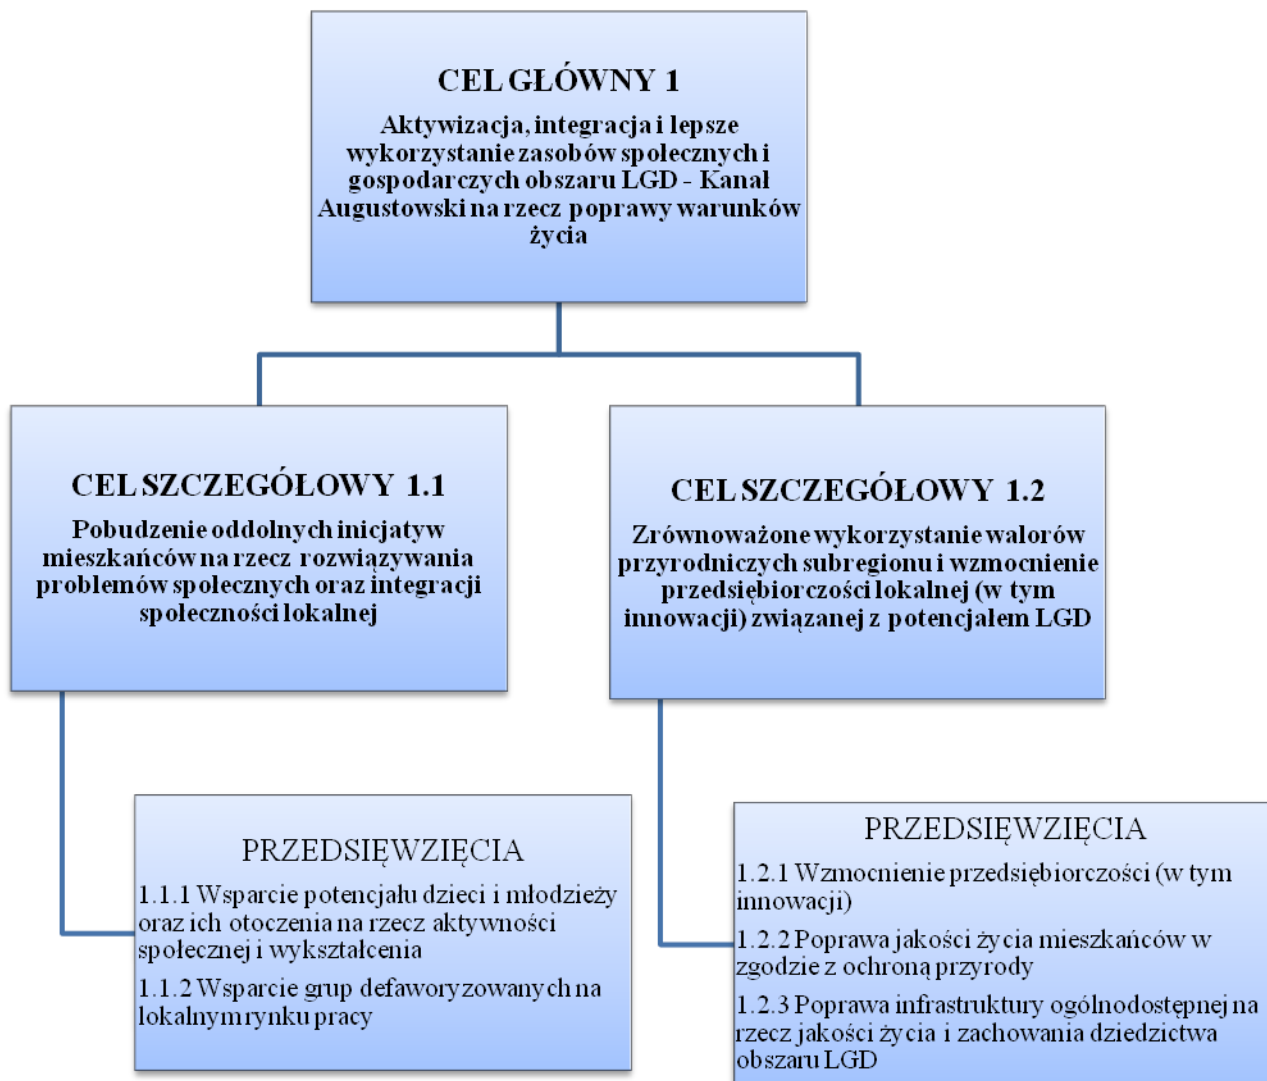 CEL GŁÓWNY 1
Aktywizacja, integracja i lepsze
wykorzystanie zasobów społecznych i
gospodarczych obszaru LGD - Kanał
Augustowski na rzecz poprawy warunków
życia
CEL SZCZEGÓŁOWY 1.1
Pobudzenie oddolnych inicjatyw
mieszkańców na rzecz rozwiązywania
problemów społecznych oraz integracji
społeczności lokalnej
CEL SZCZEGÓŁOWY 1.2
Zrównoważone wykorzystanie walorów
przyrodniczych subregionu i wzmocnienie
przedsiębiorczości lokalnej (w tym
innowacji) związanej z potencjałem LGD
PRZEDSIĘWZIĘCIA
1.1.1 Wsparcie potencjału dzieci i młodzieży
oraz ich otoczenia na rzecz aktywności
społecznej i wykształcenia
1.1.2 Wsparcie grup defaworyzowanych na
lokalnym rynku pracy
PRZEDSIĘWZIĘCIA
1.2.1 Wzmocnienie przedsiębiorczości (w tym
innowacji)
1.2.2 Poprawa jakości życia mieszkańców w
zgodzie z ochroną przyrody
1.2.3 Poprawa infrastruktury ogólnodostępnej na
rzecz jakości życia i zachowania dziedzictwa
obszaru LGD